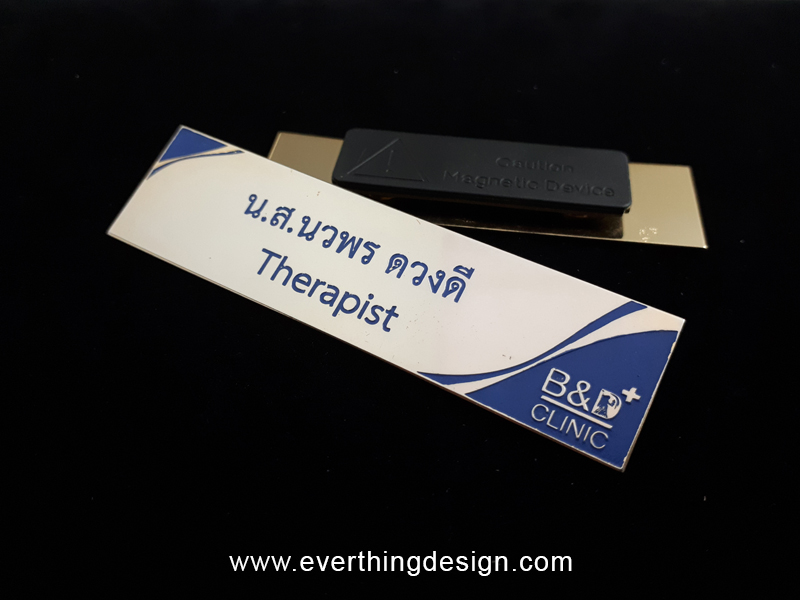 Caution
Magnetic Device
น.ส.นวพร ดวงดี
Therapist
B&D+
CLINIC
www.everthingdesign.com